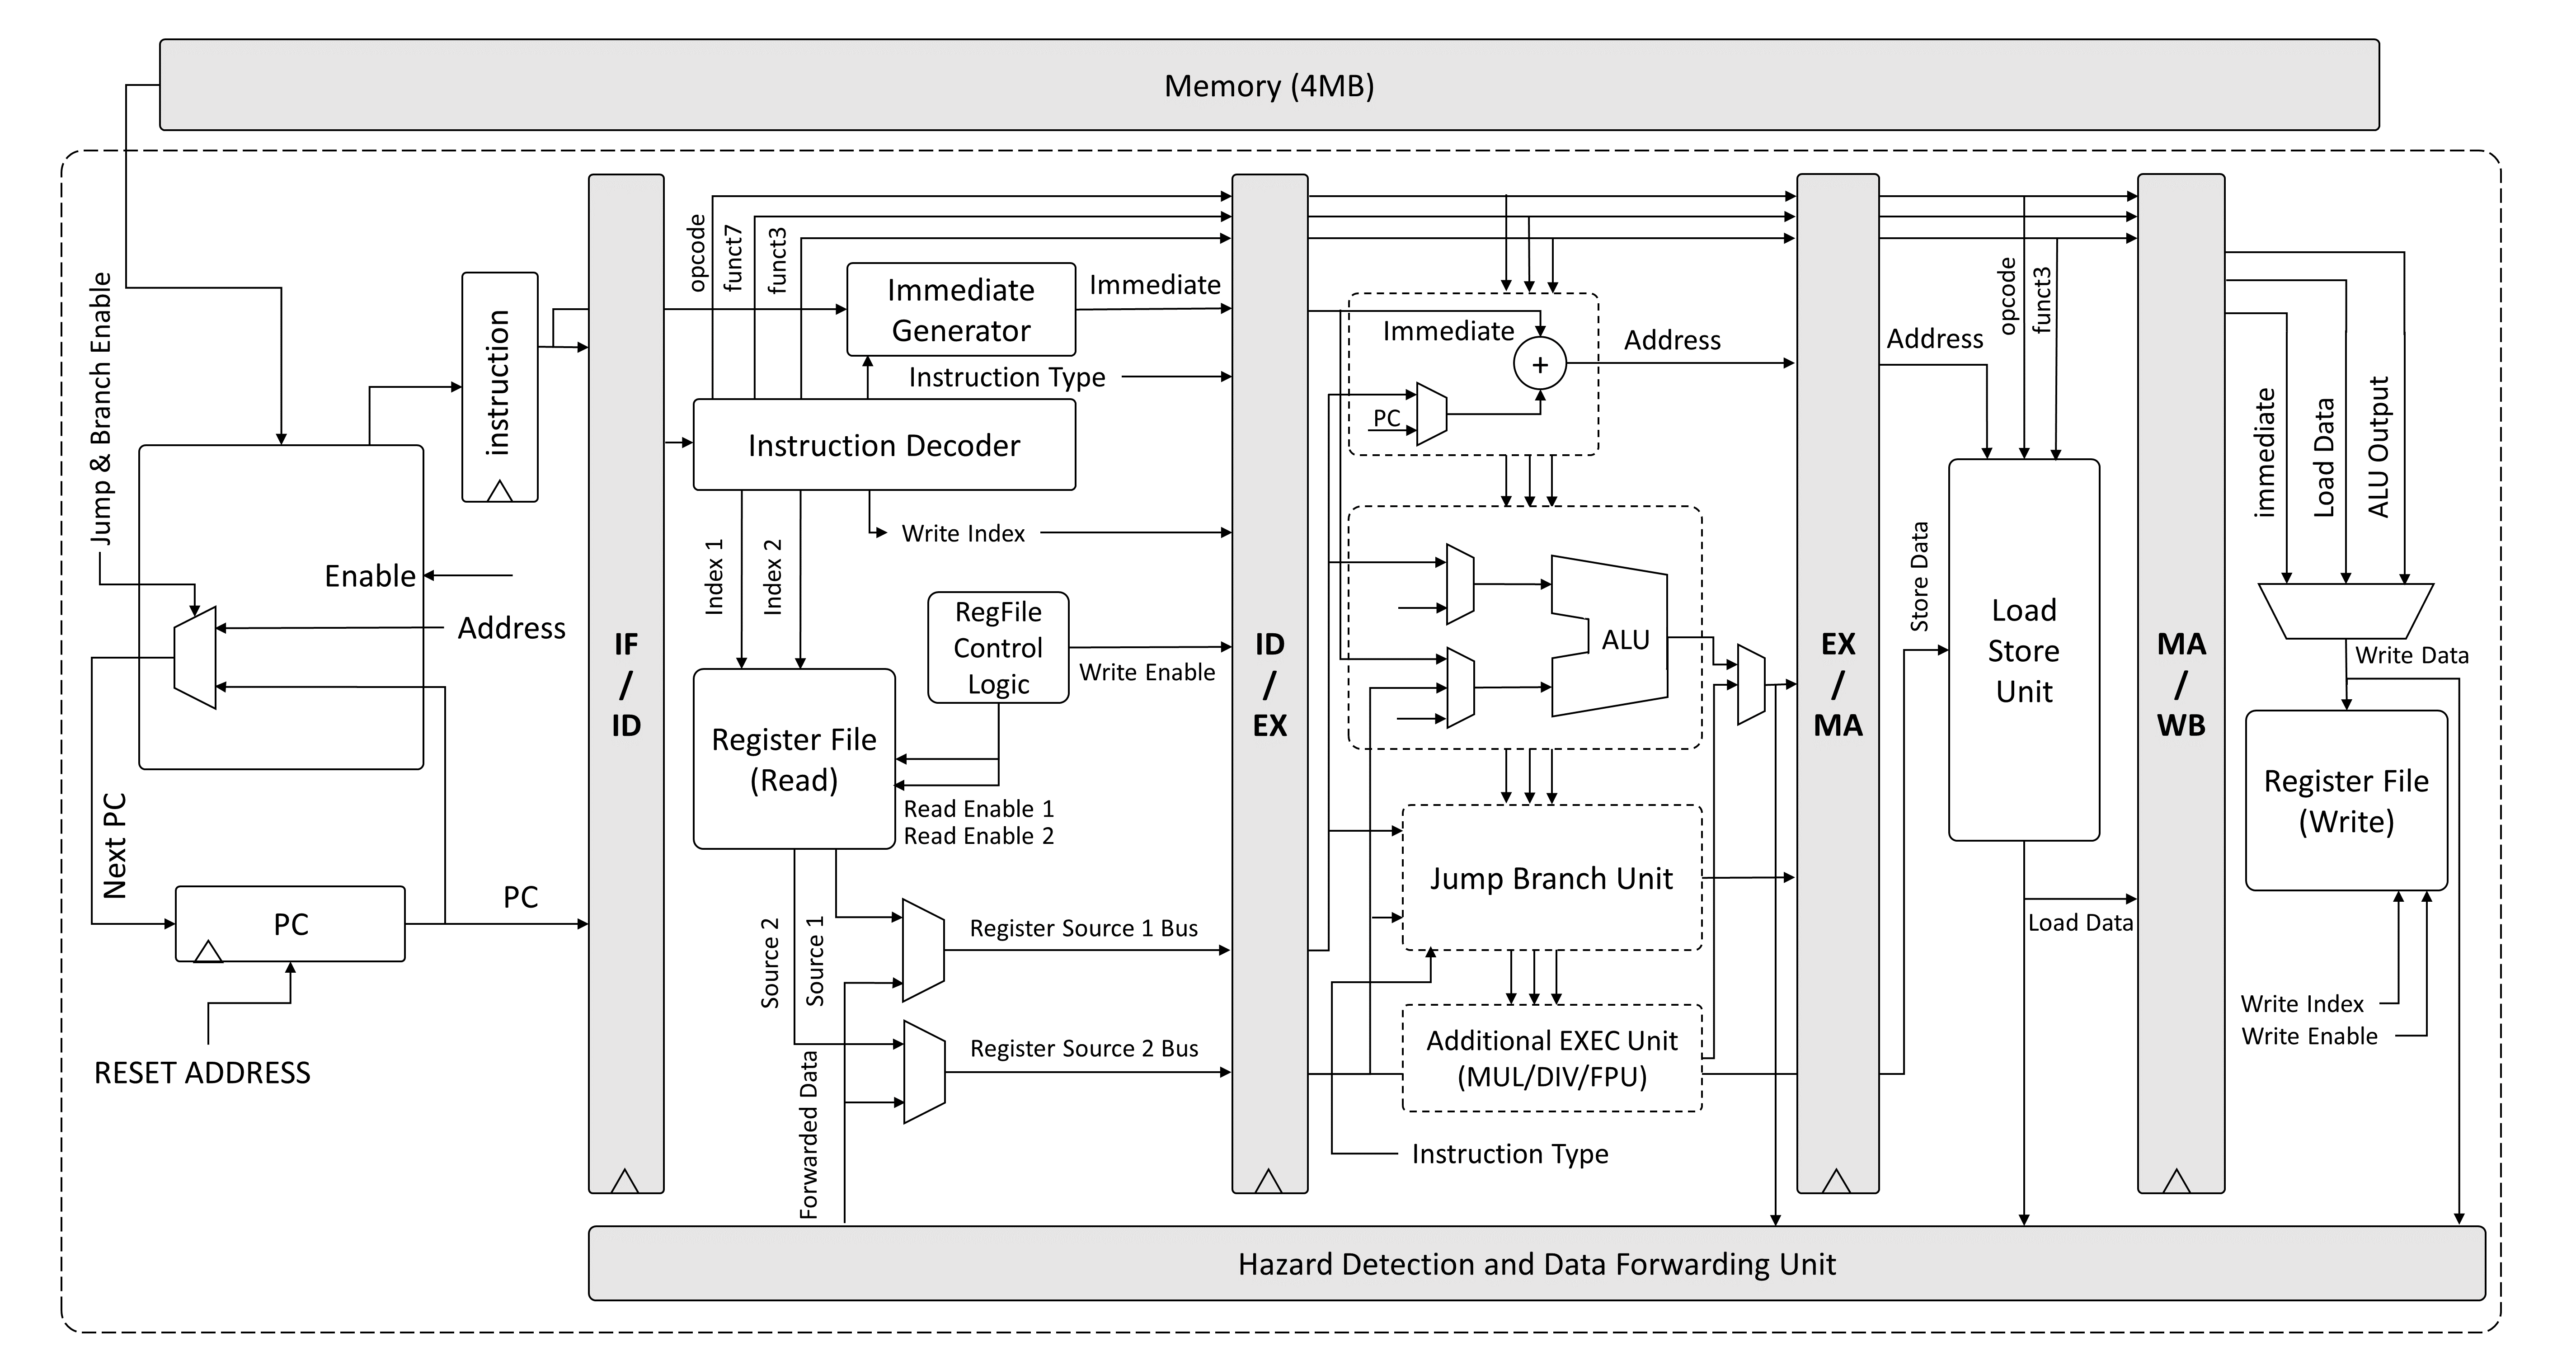 Memory (4MB)
Jump & Branch Enable
instruction
Enable
Address
Next PC
PC
PC
RESET ADDRESS
IF
/
ID
opcode
funct7
funct3
Immediate
Generator
Immediate
Instruction Type
Instruction Decoder
Write Index
Index 1
Index 2
RegFile
Control
Logic
Write Enable
Register File
(Read)
Read Enable 1
Read Enable 2
Source 2
Source 1
Register Source 1 Bus
Register Source 2 Bus
Forwarded Data
ID
/
EX
Immediate
+
PC
Address
ALU
Jump Branch Unit
Additional EXEC Unit
(MUL/DIV/FPU)
Instruction Type
EX
/
MA
Address
opcode
funct3
Store Data
Load
Store
Unit
Load Data
MA
/
WB
immediate
Load Data
ALU Output
Write Data
Register File
(Write)
Write Index
Write Enable
Hazard Detection and Data Forwarding Unit